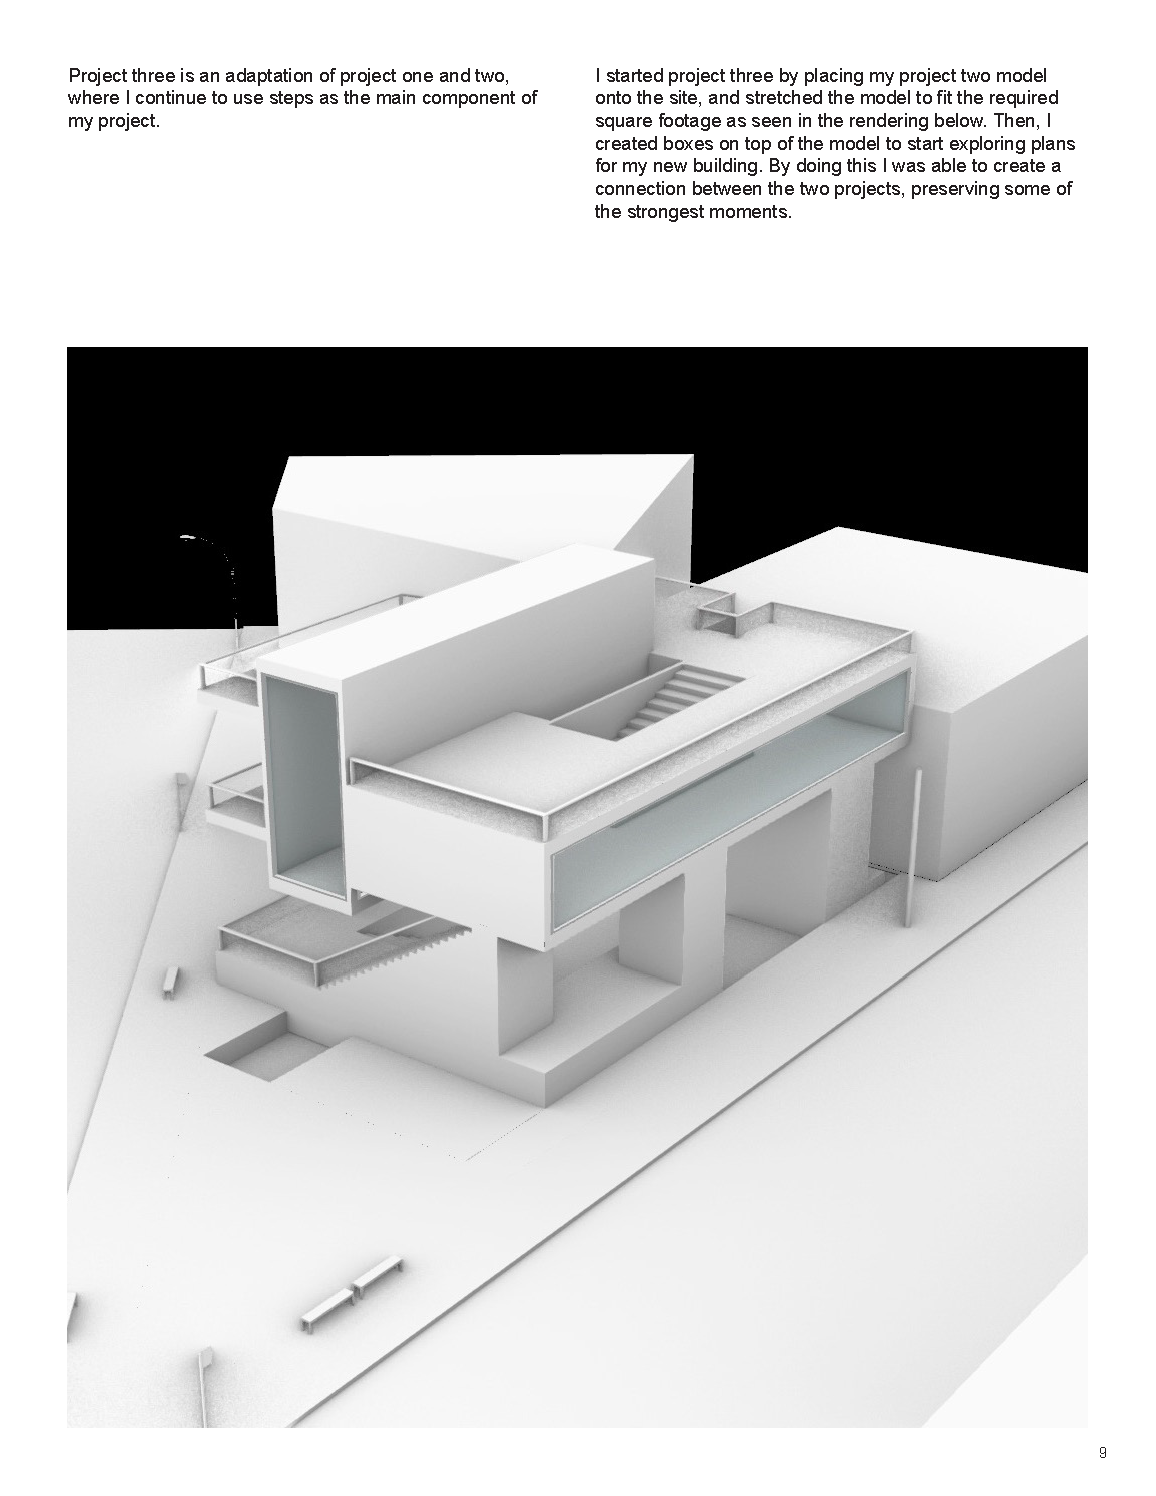 Project three is an adaptation of project one and two,
where I continue to use steps as the main component of
my project.
I started project three by placing my project two model
onto the site, and stretched the model to fit the required
square footage as seen in the rendering below. Then, I
created boxes on top of the model to start exploring plans
for my new building. By doing this I was able to create a
connection between the two projects, preserving some of
the strongest moments.
9